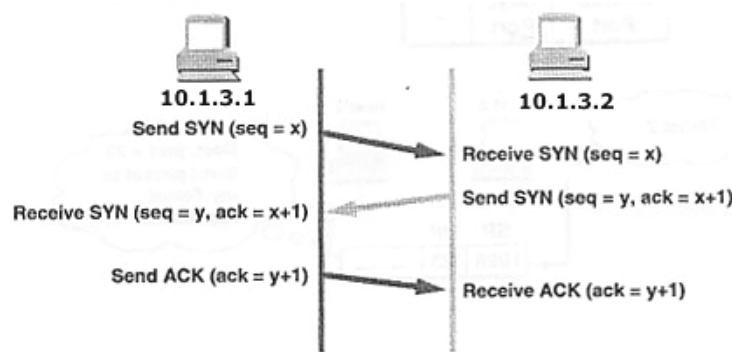 10.1.3.1
10.1.3.2
Send SYN (seq = x)
Receive SYN (seq = x)
Send SYN (seq = y, ack = x+1)
Receive SYN (seq = y, ack = x+1)
Send ACK (ack = y+1)
Receive ACK (ack = y+1)